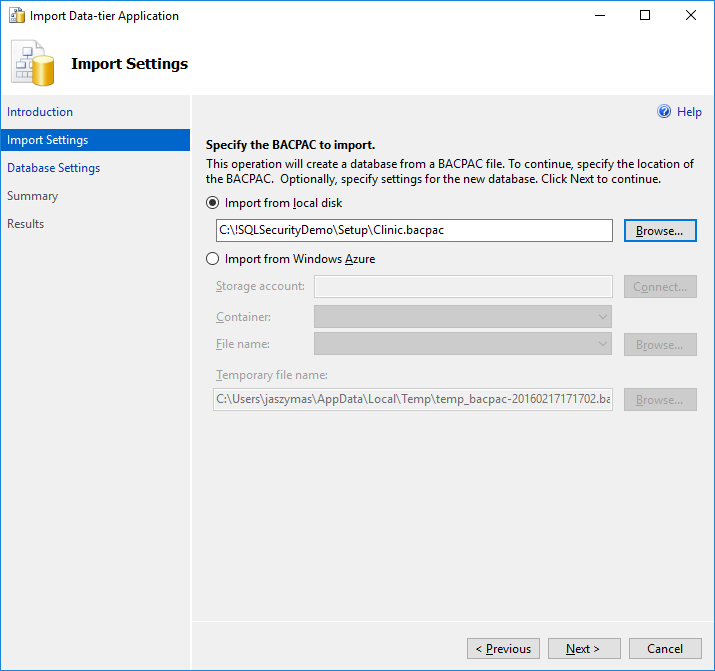 Import Data-tier Application
Import Settings
Introduction
Import Settings
Database Settings
Summary
Results
Help
Specify the BACPAC to import.
This operation will create a database from a BACPAC file. To continue, specify the location of
the BACPAC.  Optionally, specify settings for the new database. Click Next to continue.
Import from local disk
C:\!SQLSecurityDemo\Setup\Clinic.bacpac
Browse...
Import from Windows Azure
Storage account:
Connect...
Container:
File name:
Browse...
Temporary file name:
C:\Users\jaszymas\AppData\Local\Temp\temp_bacpac-20160217171702.ba
Browse...
< Previous
Next >
Cancel